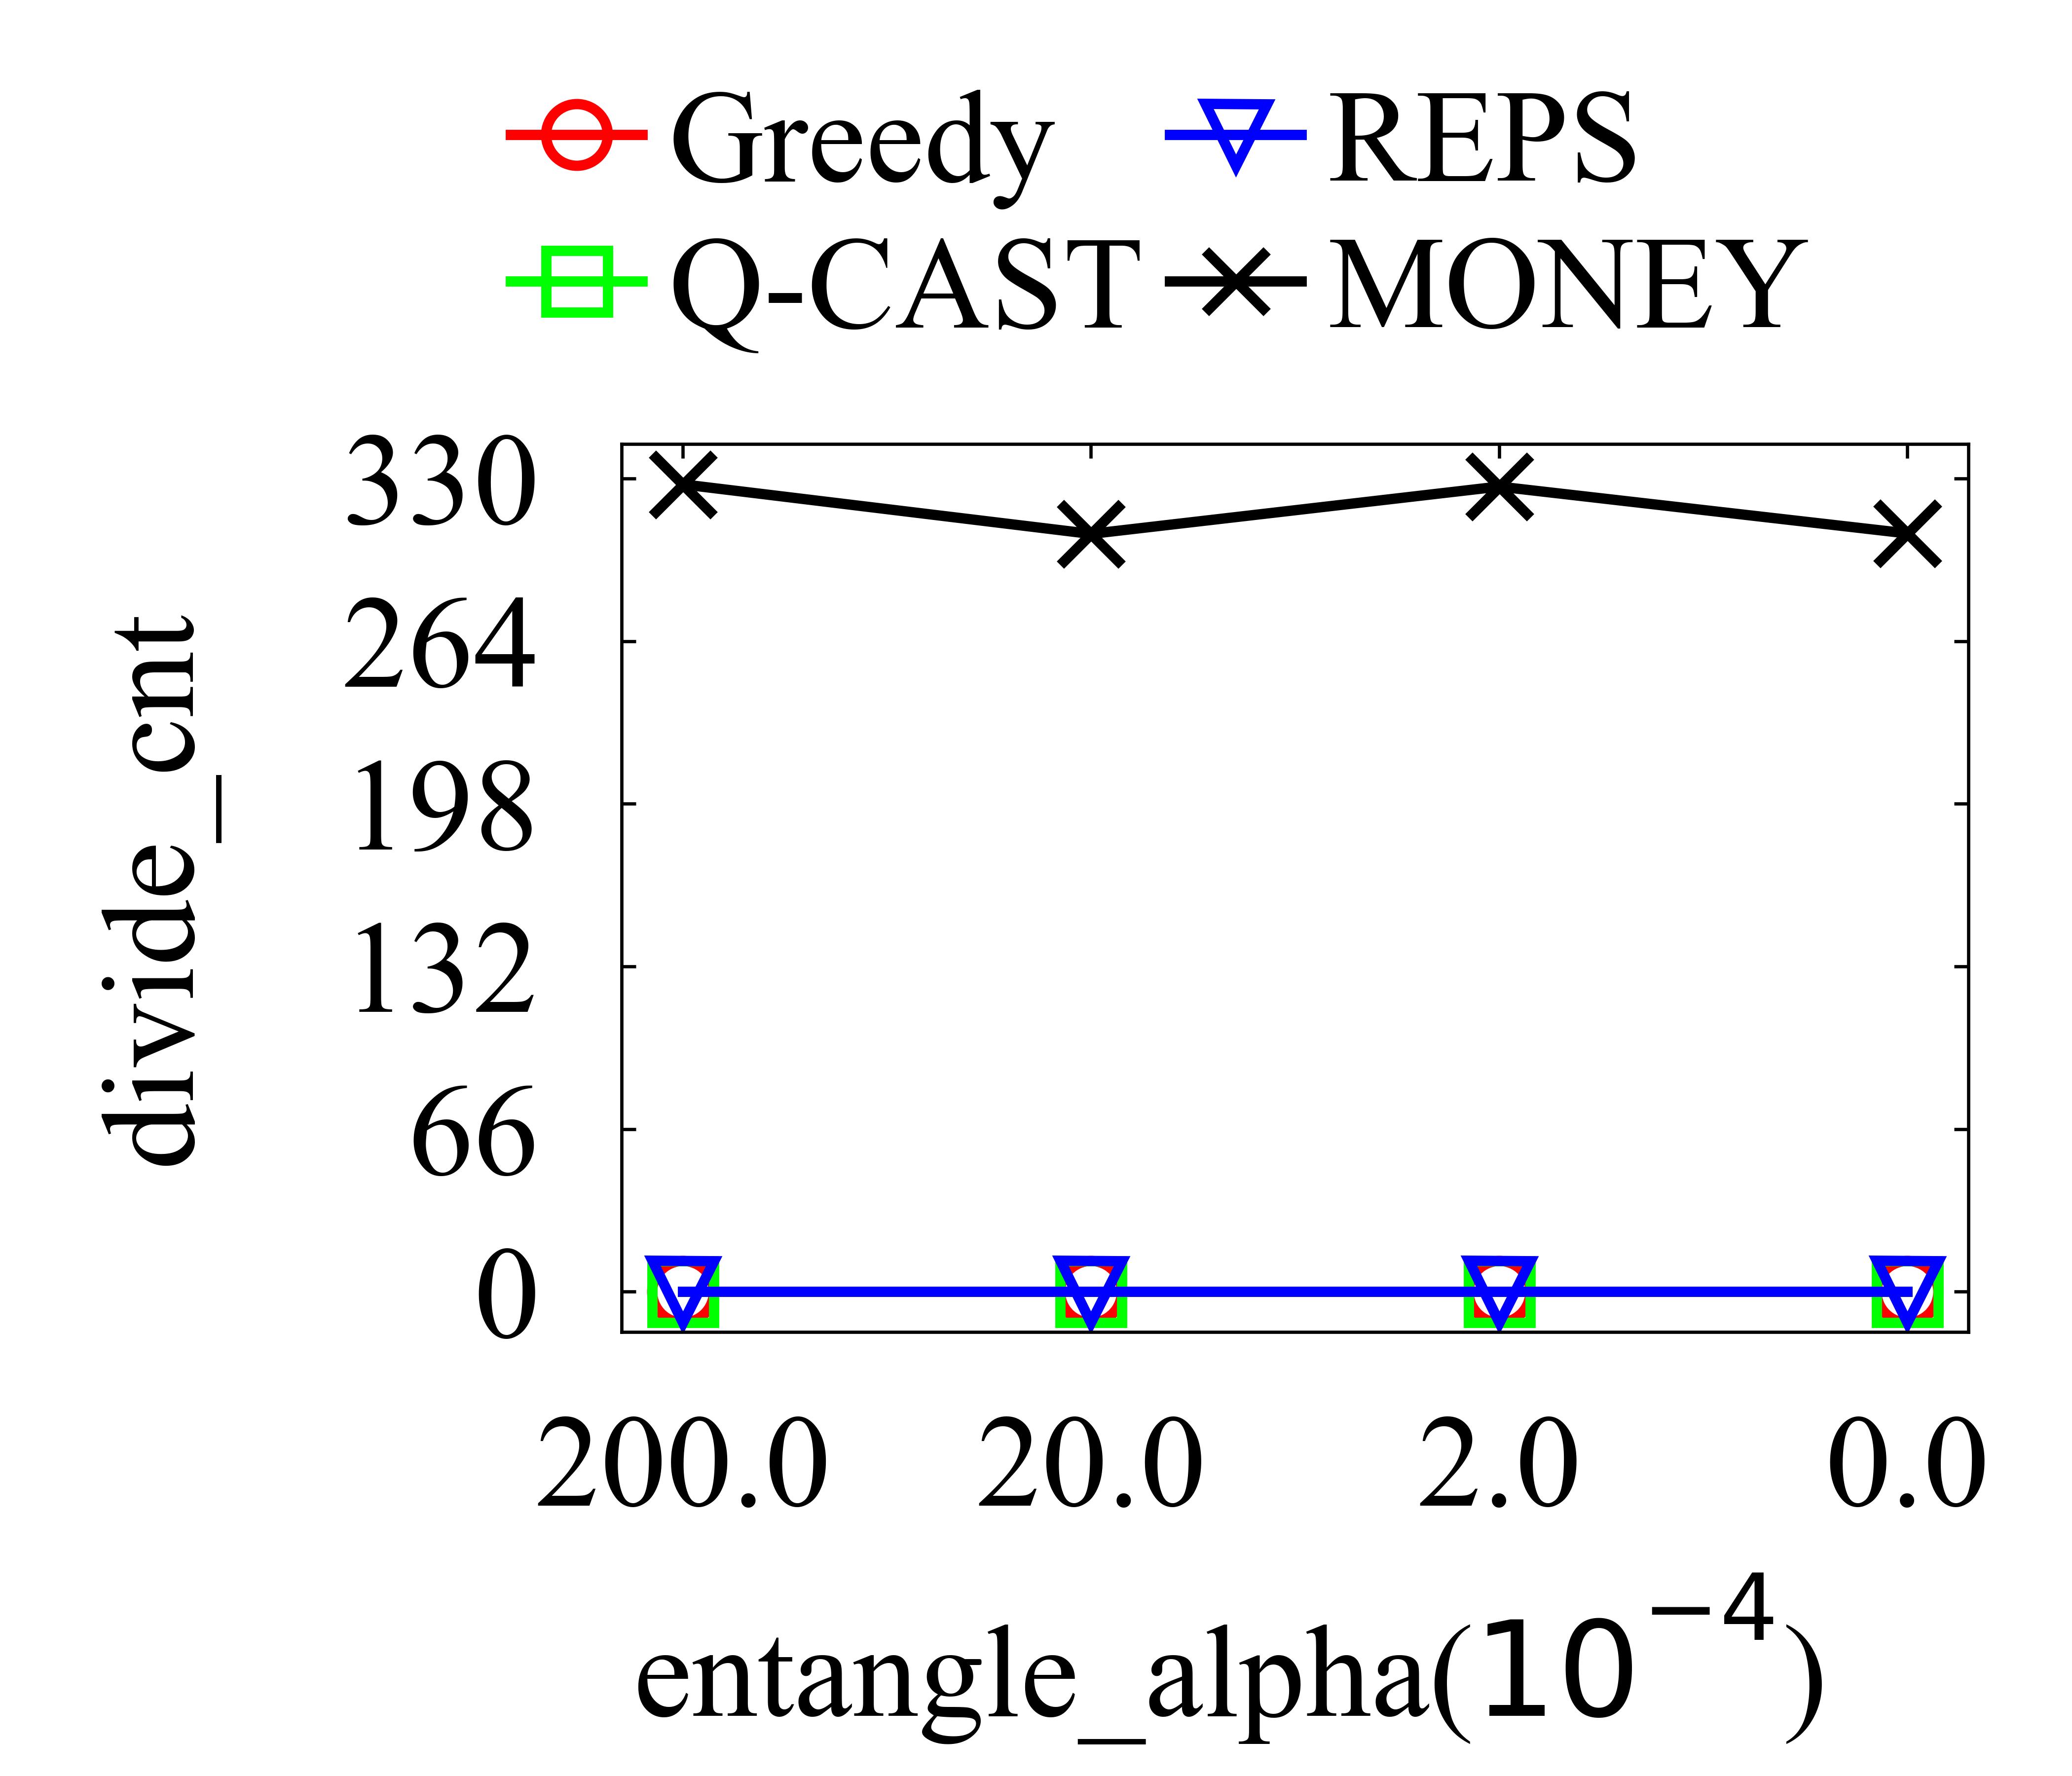 Greedy REPS
Q-CAST MONEY
330
264
198
132
66
0
divide_cnt
200.0 20.0 2.0 0.0
entangle_alpha(10⁻⁴)